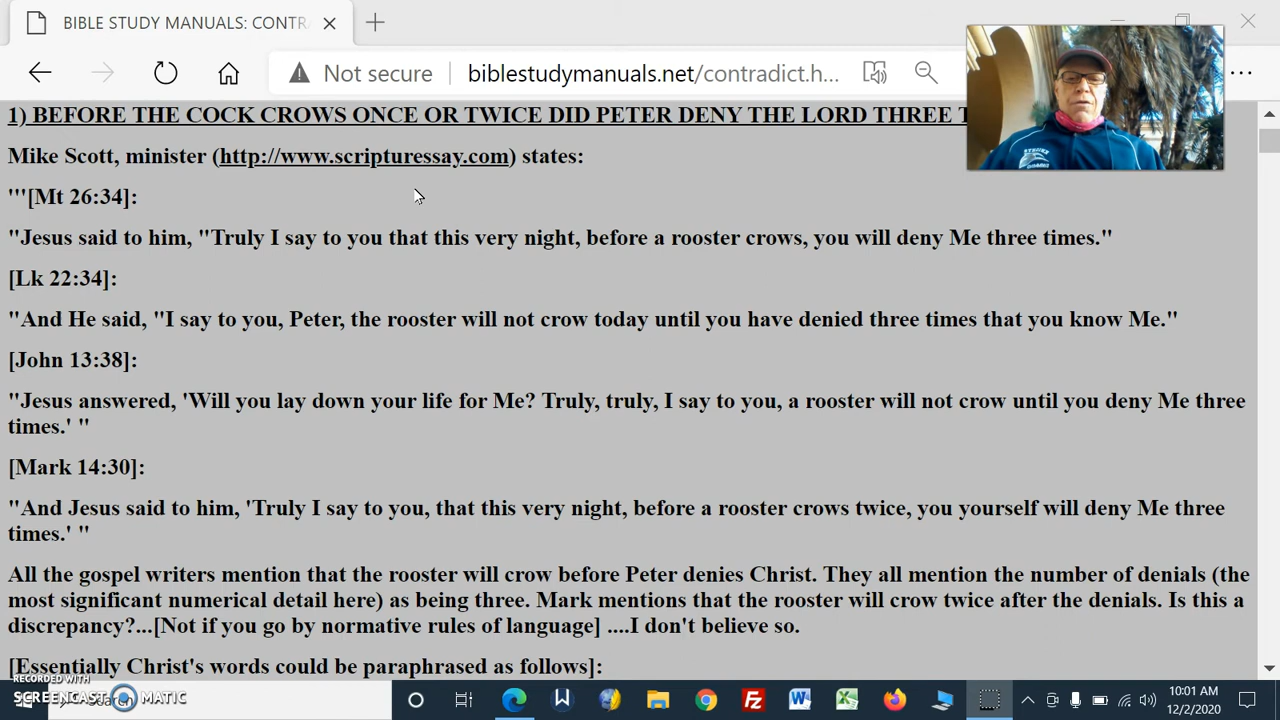 BIBLE STUDY MANUALS: CONTRA
Not secure
biblestudymanuals.net/contradict.h...
1) BEFORE THE COCK CROWS ONCE OR TWICE DID PETER DENY THE LORD THREE T
Mike Scott, minister (http://www.scripturessay.com) states:
'"[Mt 26:34]:
"Jesus said to him, "Truly I say to you that this very night, before a rooster crows, you will deny Me three times."
[Lk 22:34]:
"And He said, "I say to you, Peter, the rooster will not crow today until you have denied three times that you know Me."
[John 13:38]:
"Jesus answered, 'Will you lay down your life for Me? Truly, truly, I say to you, a rooster will not crow until you deny Me three
times.' "
[Mark 14:30]:
"And Jesus said to him, 'Truly I say to you, that this very night, before a rooster crows twice, you yourself will deny Me three
times.' "
All the gospel writers mention that the rooster will crow before Peter denies Christ. They all mention the number of denials (the
most significant numerical detail here) as being three. Mark mentions that the rooster will crow twice after the denials. Is this a
discrepancy?...[Not if you go by normative rules of language] ....I don't believe so.
[Essentially Christ's words could be paraphrased as follows]:
RECORDED WITH
SCREENCAST MATIC
Search
10:01 AM
12/2/2020